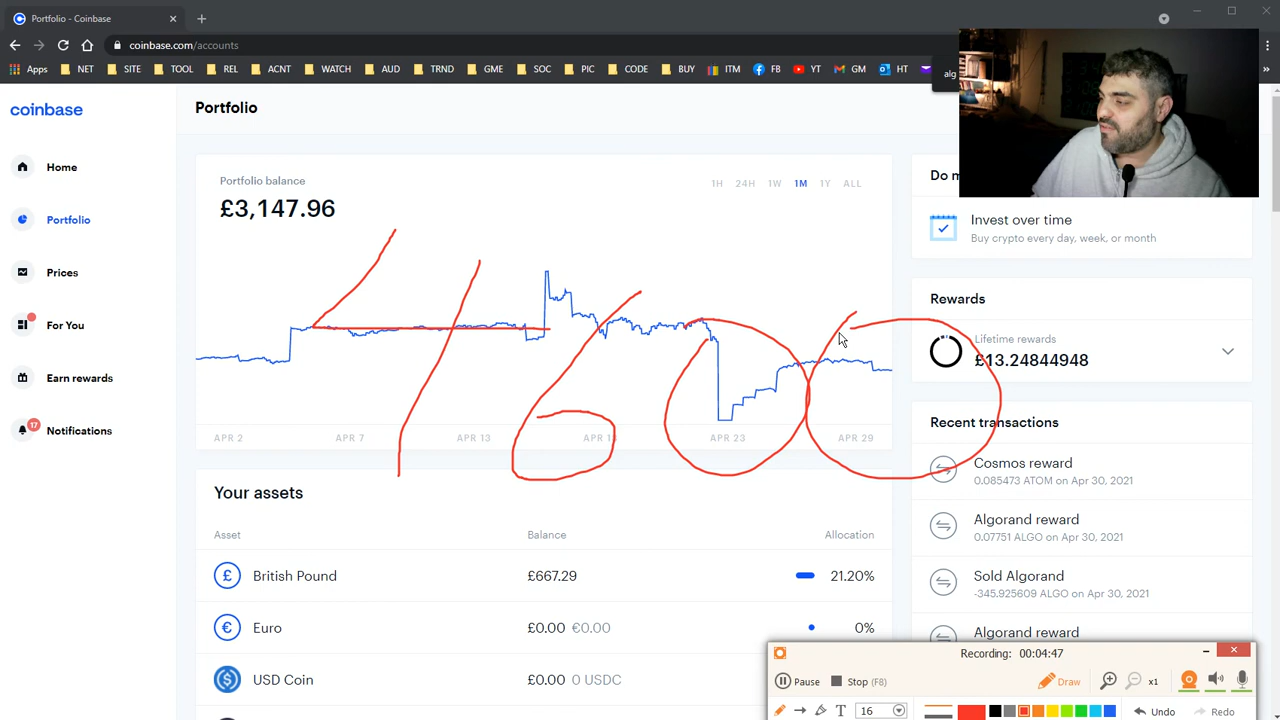 Portfolio - Coinbase
coinbase.com/accounts
Apps NET SITE TOOL REL ACNT WATCH AUD TRND GME SOC PIC CODE BUY ITM FB YT GM HT
alg
coinbase
Home
Portfolio
Prices
For You
Earn rewards
17
Notifications
Portfolio
Portfolio balance
£3,147.96
1H 24H 1W 1M 1Y ALL
4600
APR 2 APR 7 APR 13 APR 1 APR 23 APR 29
Your assets
Asset Balance Allocation
British Pound £667.29 21.20%
Euro £0.00 €0.00 0%
USD Coin £0.00 0 USDC
Do m
Invest over time
Buy crypto every day, week, or month
Rewards
Lifetime rewards
£13.24844948
Recent transactions
Cosmos reward
0.085473 ATOM on Apr 30, 2021
Algorand reward
0.07751 ALGO on Apr 30, 2021
Sold Algorand
-345.925609 ALGO on Apr 30, 2021
Algorand reward
Recording: 00:04:47
Pause Stop (F8) Draw x1
T 16 Undo Redo